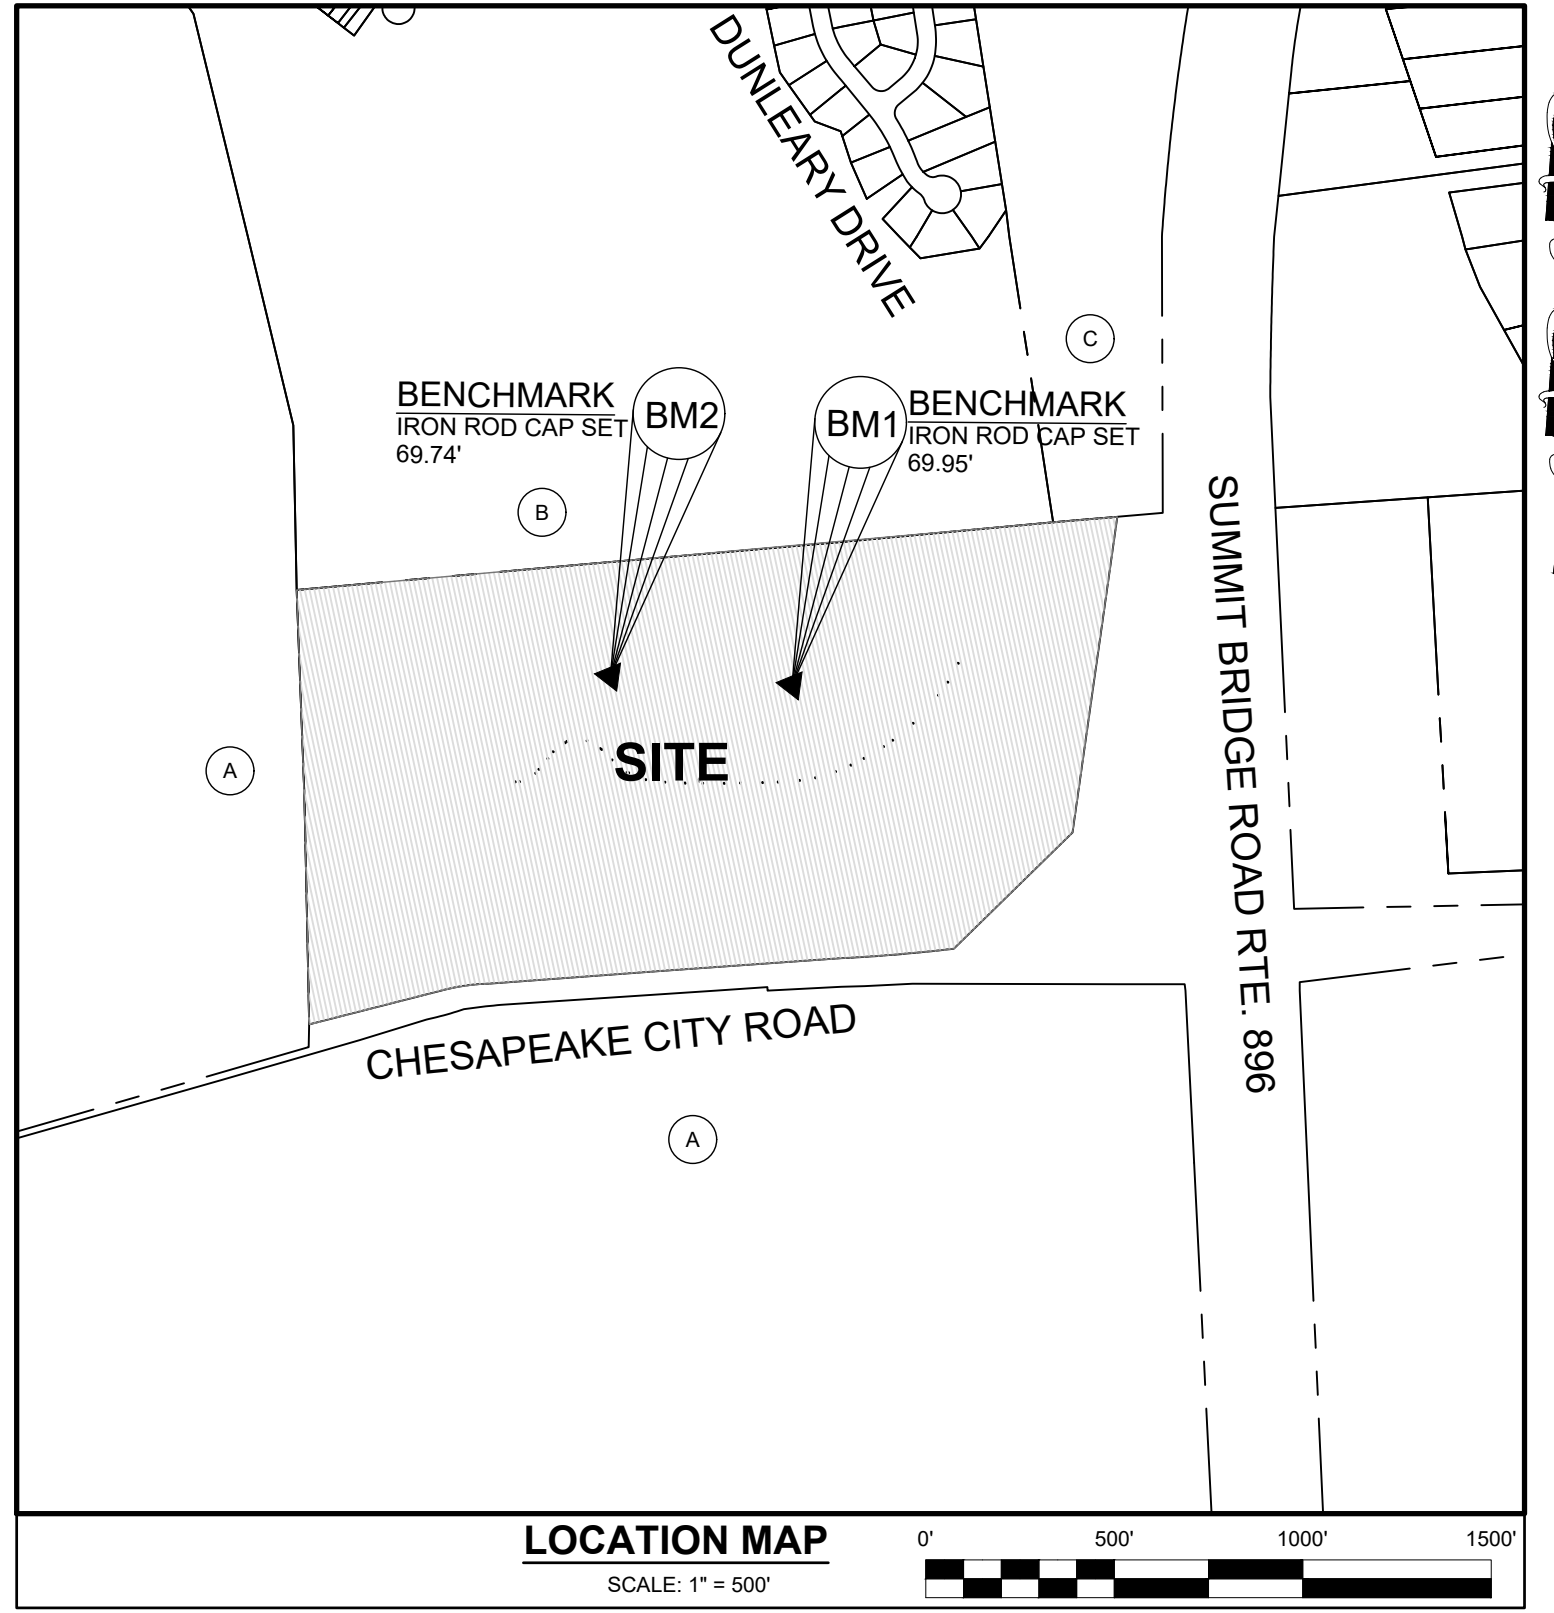 DUNLEARY DRIVE
C
BENCHMARK
IRON ROD CAP SET
69.74'
BM2
BM1
BENCHMARK
IRON ROD CAP SET
69.95'
B
SUMMIT BRIDGE ROAD RTE. 896
SITE
A
CHESAPEAKE CITY ROAD
A
LOCATION MAP
SCALE: 1" = 500'
0' 500' 1000' 1500'